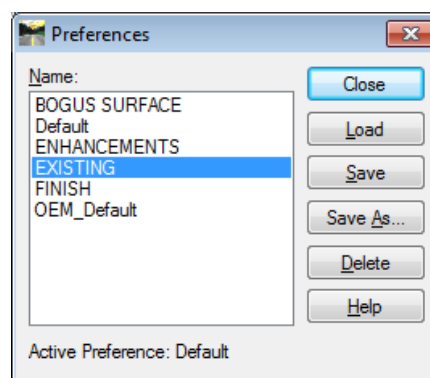 Preferences
Name:
BOGUS SURFACE
Default
ENHANCEMENTS
EXISTING
FINISH
OEM_Default
Close
Load
Save
Save As...
Delete
Help
Active Preference: Default